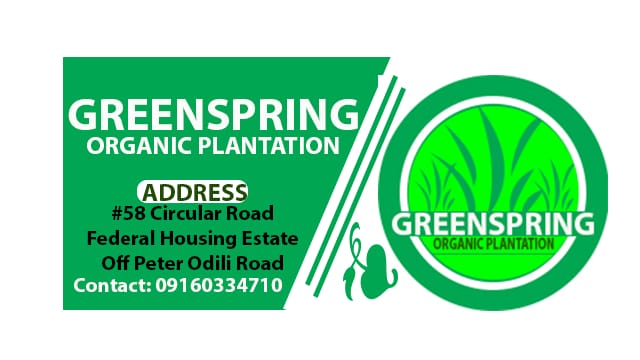 GREENSPRING
ORGANIC PLANTATION
ADDRESS
#58 Circular Road
Federal Housing Estate
Off Peter Odili Road
Contact: 09160334710
GREENSPRING
ORGANIC PLANTATION